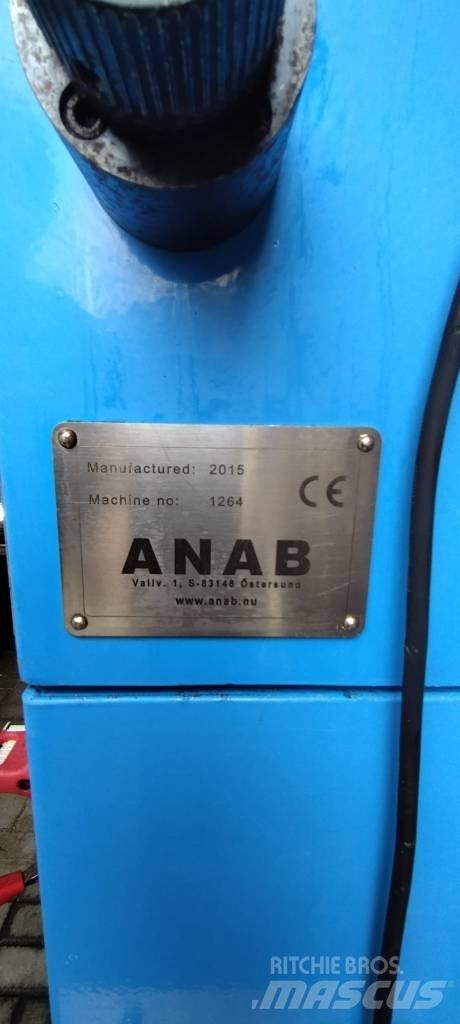 Manufactured: 2015
Machine no: 1264
CE
ANAB
Vallv. 1, S-83148 Östersund
www.anab.nu
RITCHIE BROS.
MASCUS